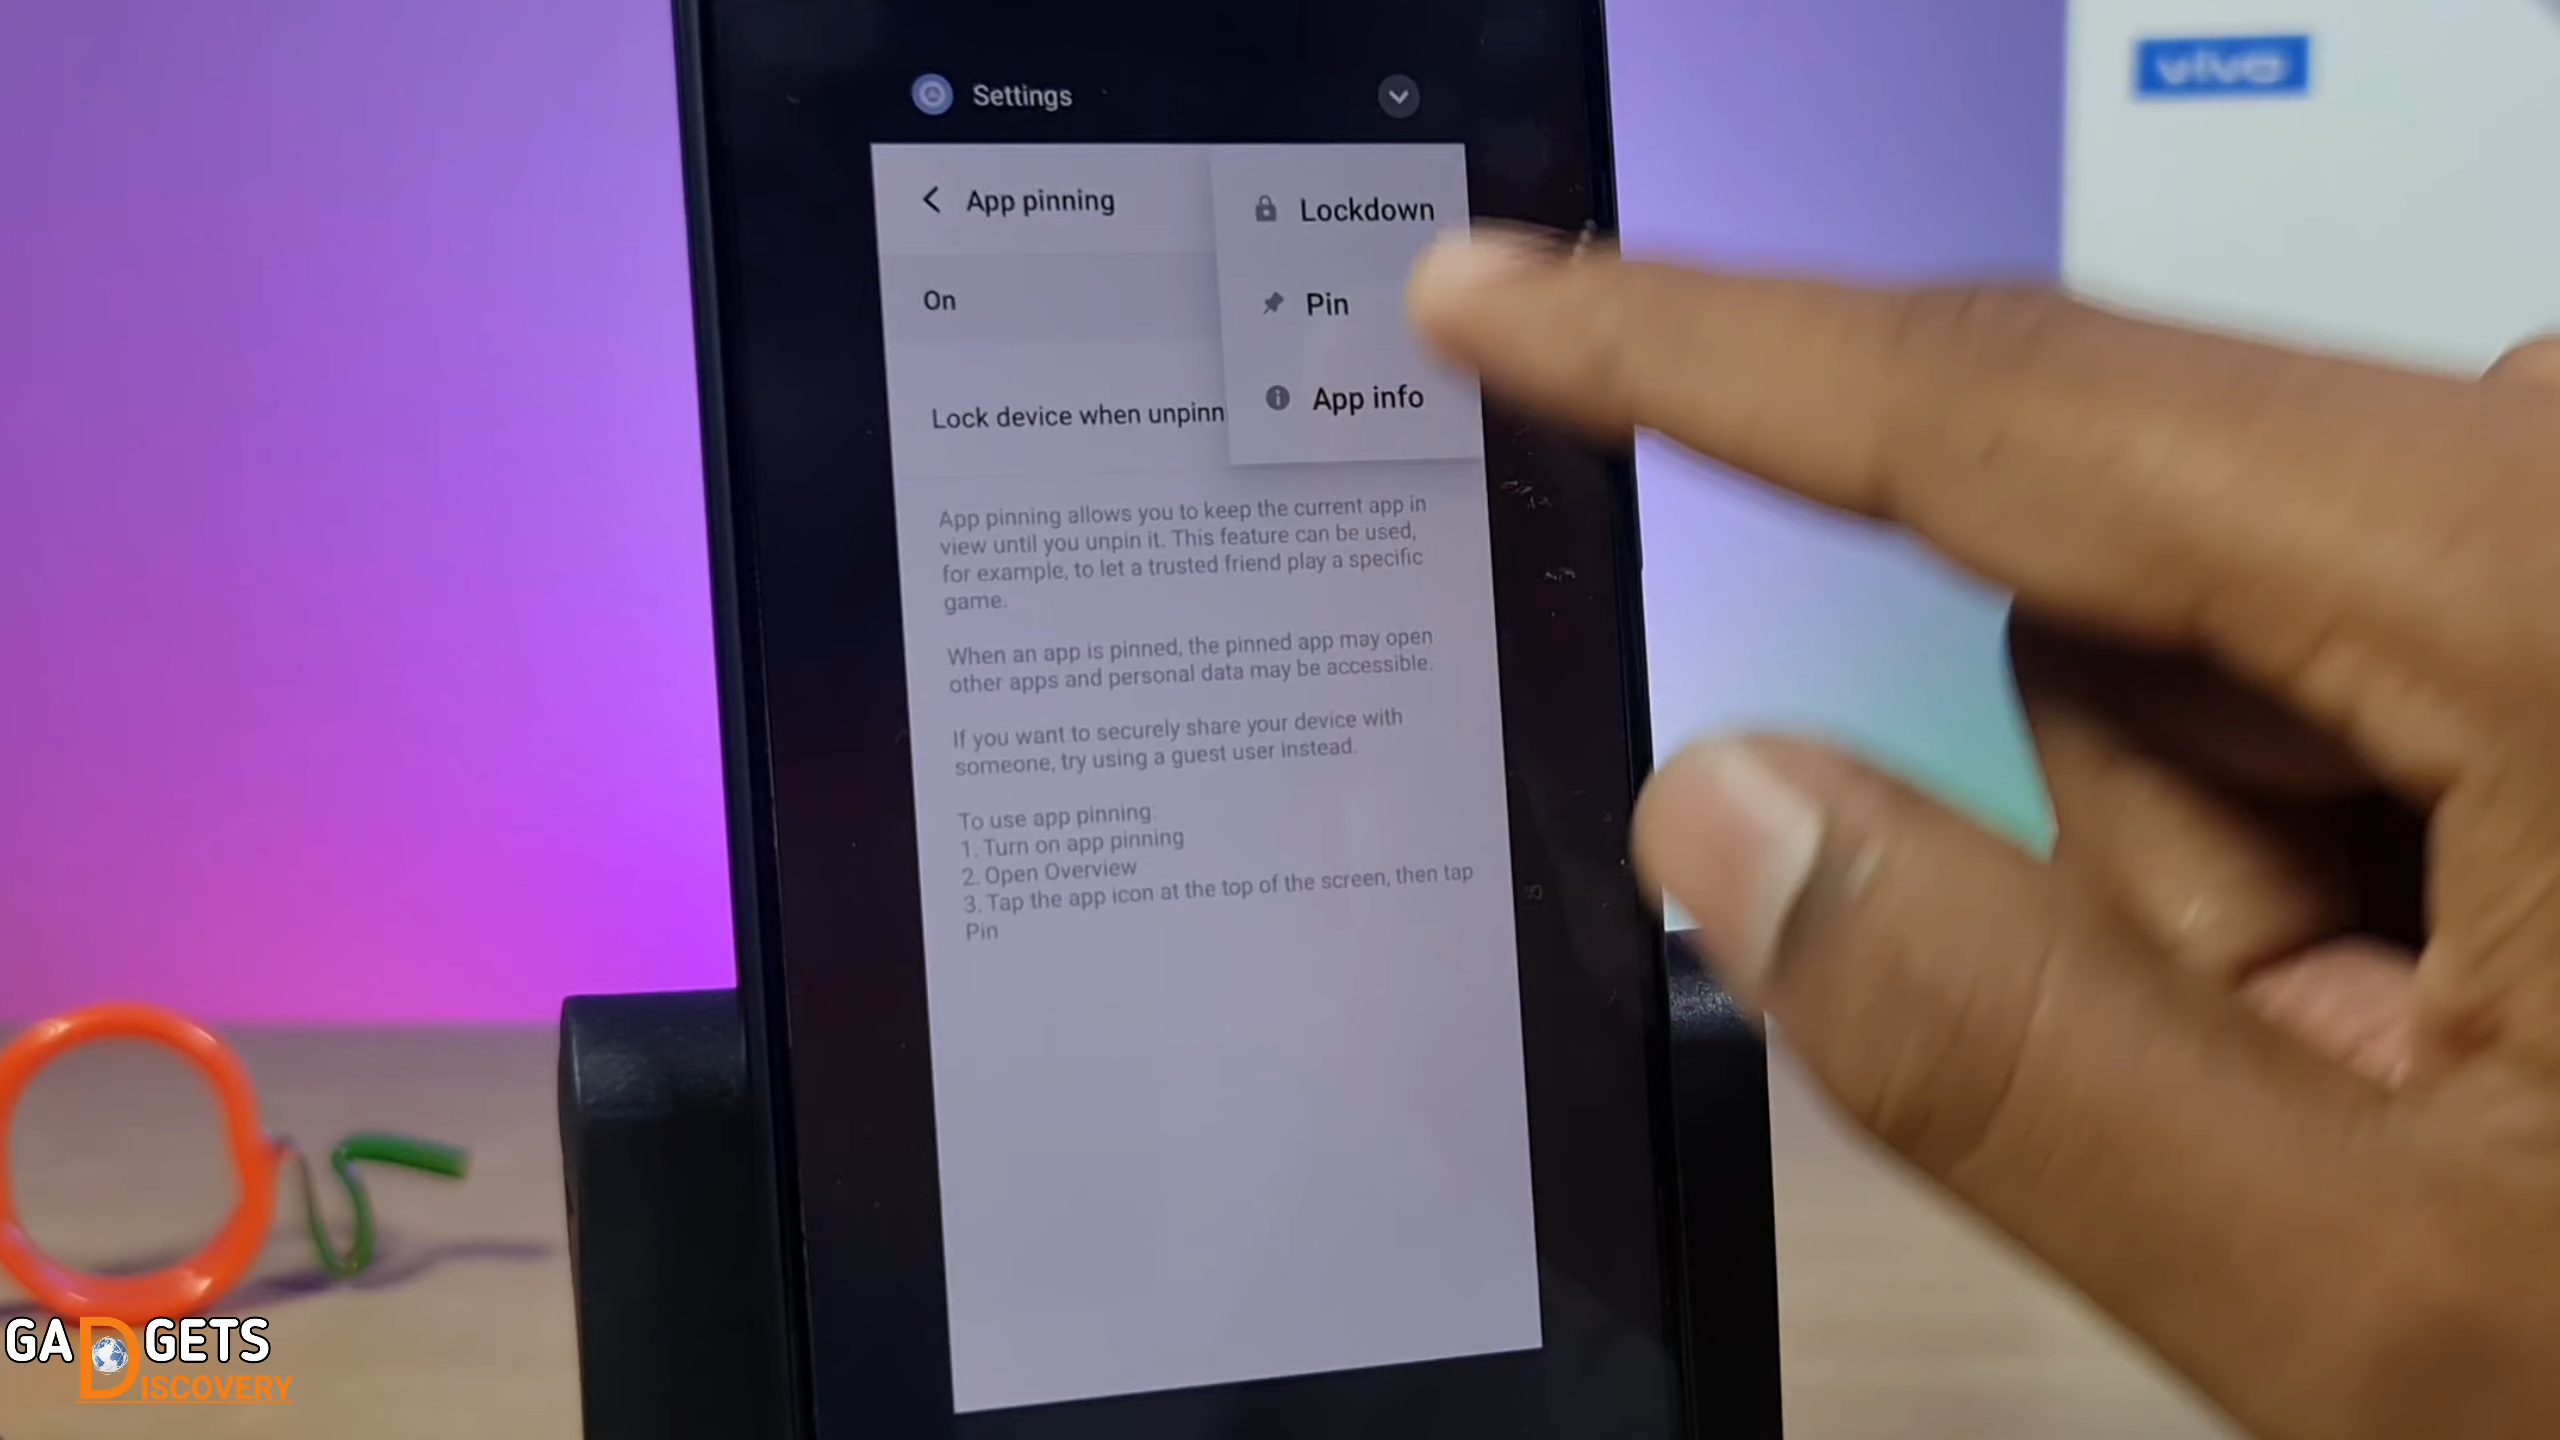 vivo
Settings
App pinning
Lockdown
On
Pin
Lock device when unpinn
App info
App pinning allows you to keep the current app in
view until you unpin it. This feature can be used,
for example, to let a trusted friend play a specific
game.
When an app is pinned, the pinned app may open
other apps and personal data may be accessible.
If you want to securely share your device with
someone, try using a guest user instead.
To use app pinning:
1. Turn on app pinning
2. Open Overview
3. Tap the app icon at the top of the screen, then tap
Pin
GADGETS
DISCOVERY